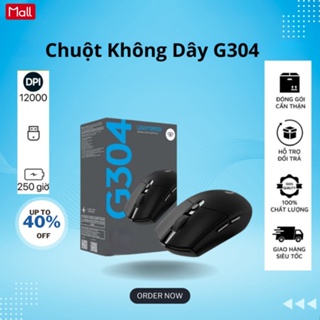 Mall
Chuột Không Dây G304
DPI
12000
250 giờ
UP TO
40%
OFF
G304
ĐÓNG GÓI
CẨN THẬN
HỖ TRỢ
ĐỔI TRẢ
100%
CHẤT LƯỢNG
GIAO HÀNG
SIÊU TỐC
ORDER NOW